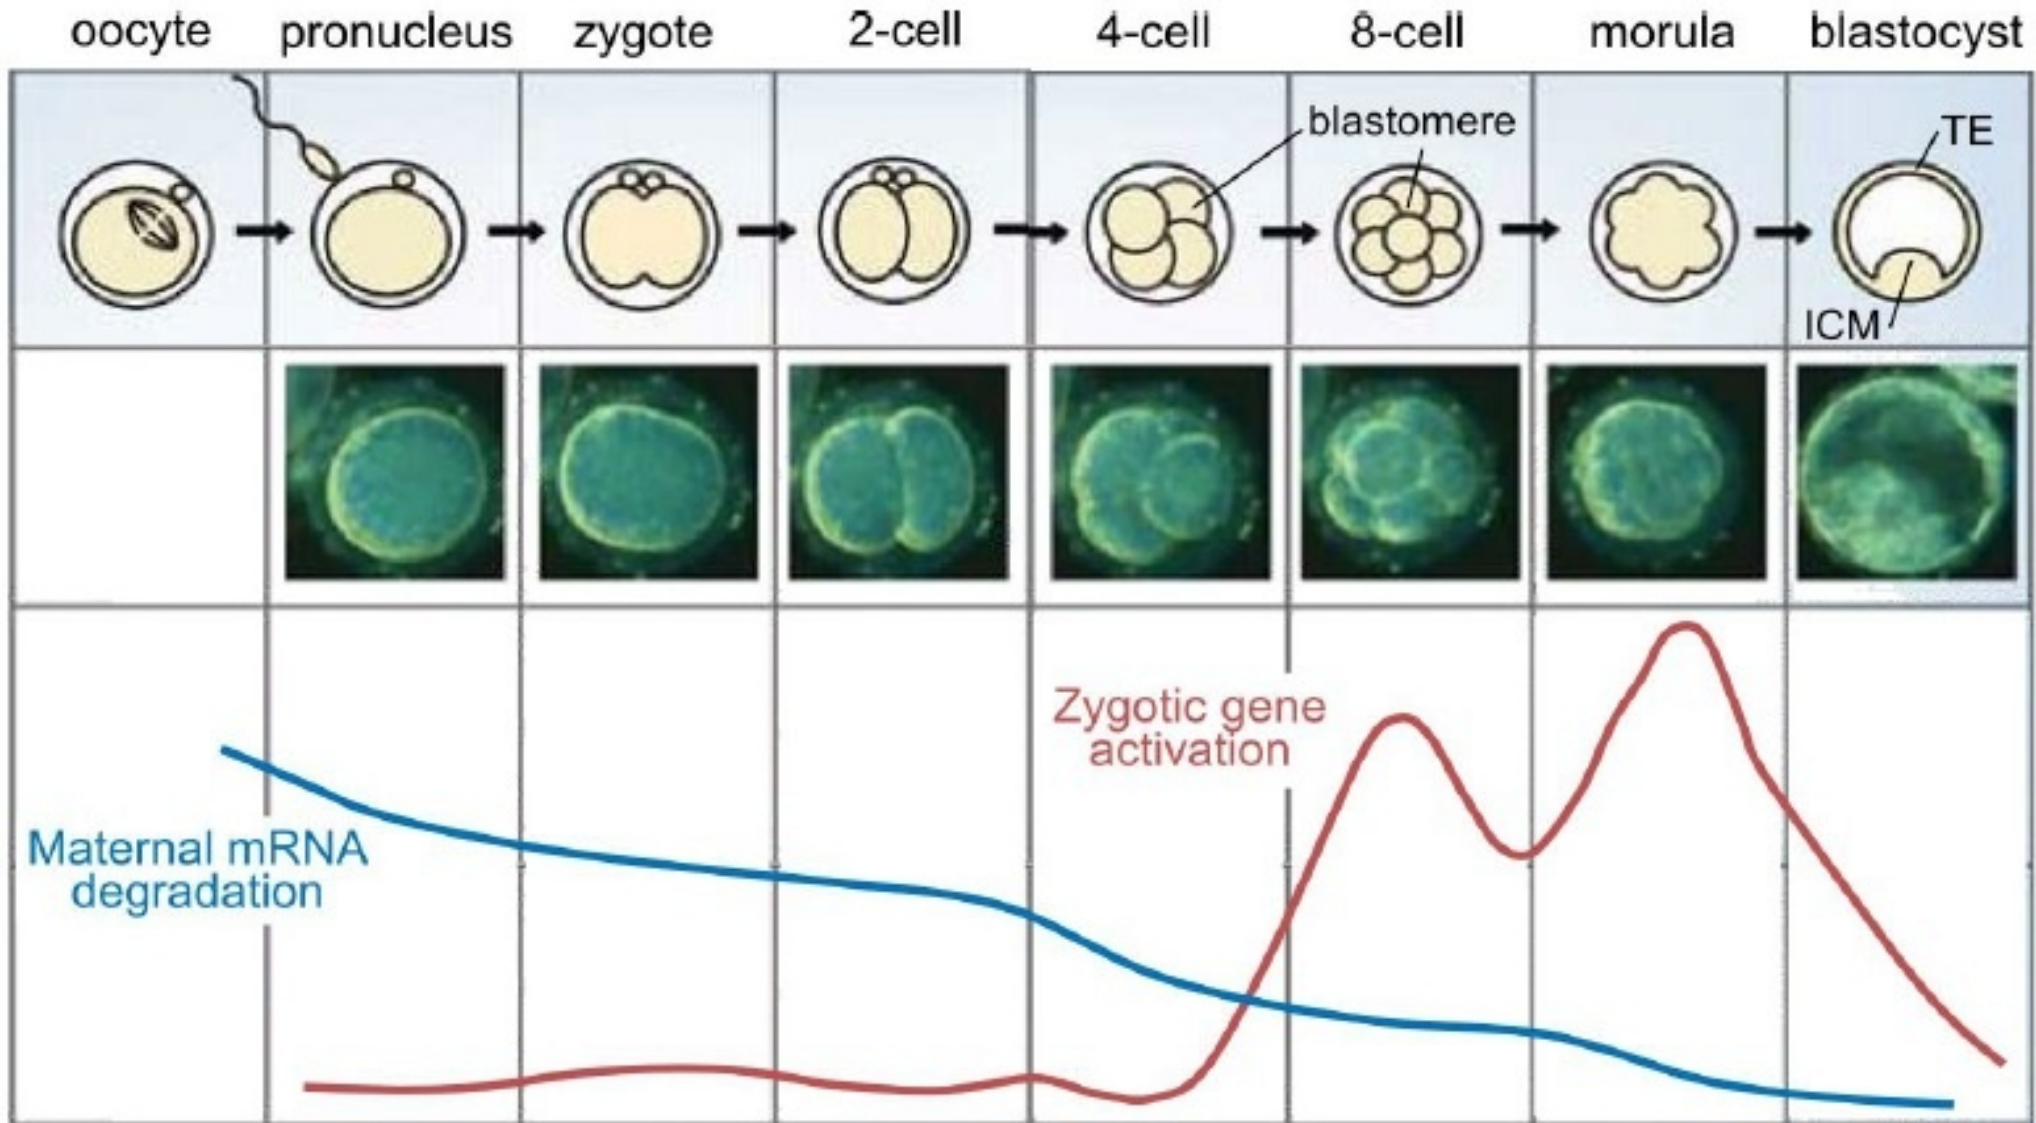 oocyte pronucleus zygote 2-cell 4-cell 8-cell morula blastocyst
blastomere
TE
ICM
Zygotic gene
activation
Maternal mRNA
degradation